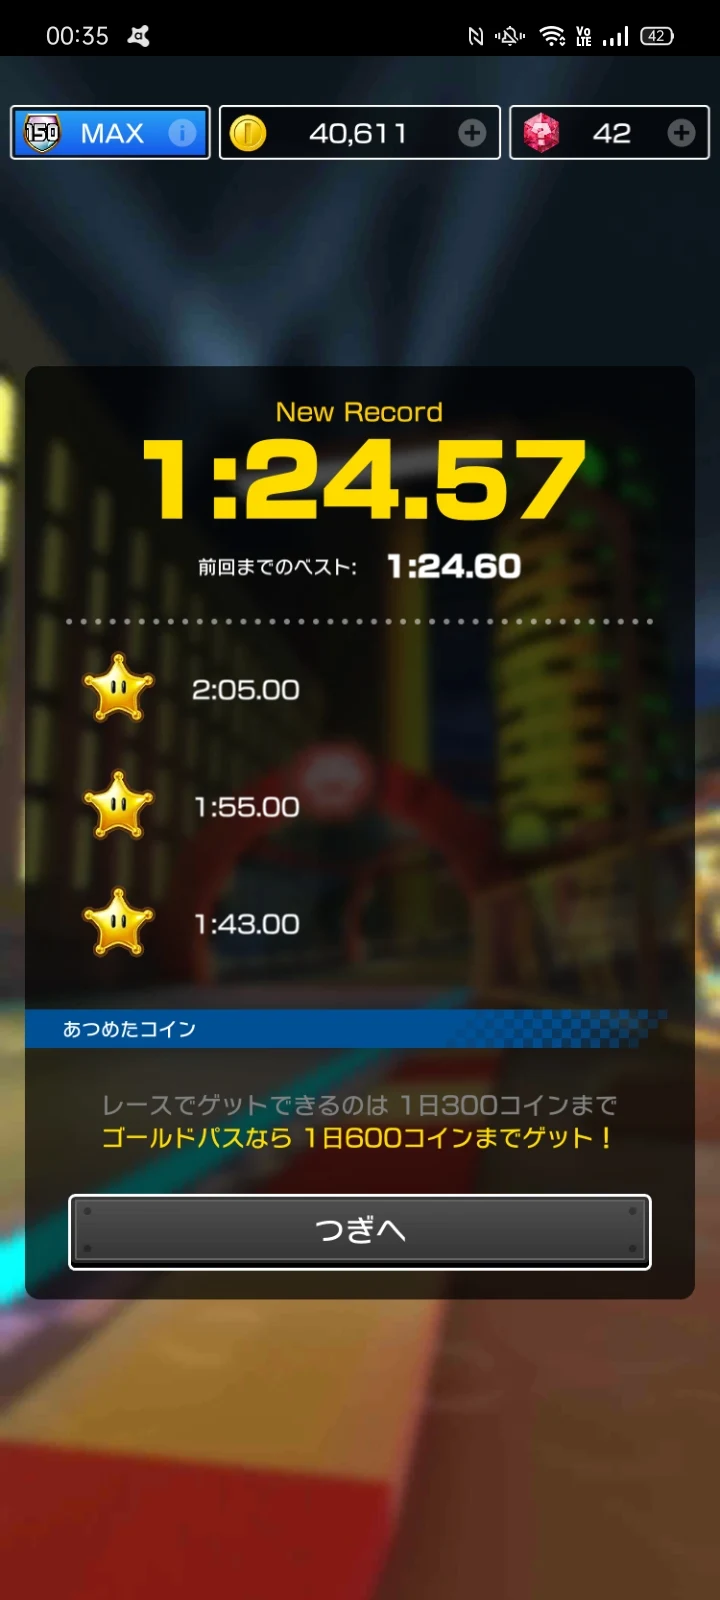 00:35
Vo
LTE
42
150 MAX i 40,611 + ? 42 +
New Record
1:24.57
前回までのベスト: 1:24.60
2:05.00
1:55.00
1:43.00
あつめたコイン
レースでゲットできるのは 1日300コインまで
ゴールドパスなら 1日600コインまでゲット！
つぎへ